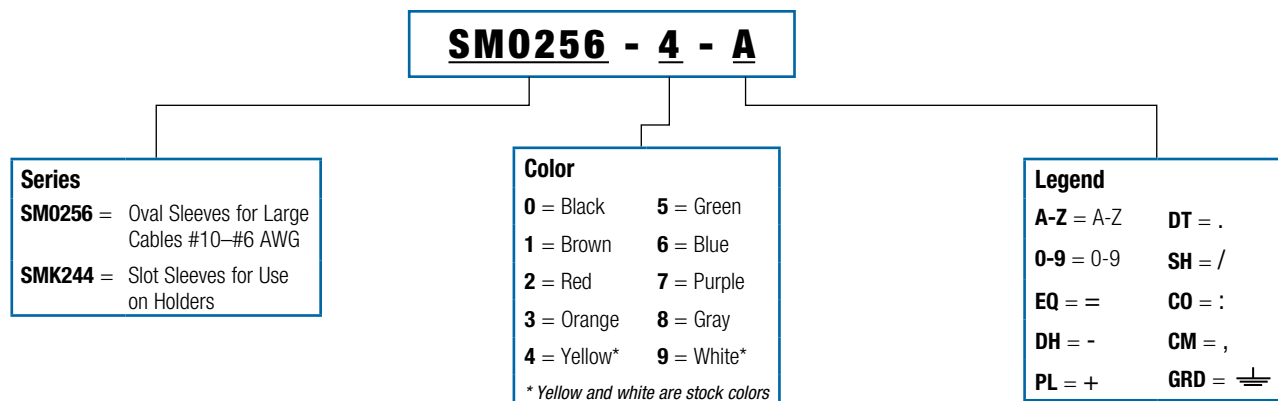 SM0256 - 4 - A
Series
SM0256 = Oval Sleeves for Large
Cables #10–#6 AWG
SMK244 = Slot Sleeves for Use
on Holders
Color
0 = Black
1 = Brown
2 = Red
3 = Orange
4 = Yellow*
5 = Green
6 = Blue
7 = Purple
8 = Gray
9 = White*
* Yellow and white are stock colors
Legend
A-Z = A-Z
0-9 = 0-9
EQ = =
DH = -
PL = +
DT = .
SH = /
CO = :
CM = ,
GRD = ⏚